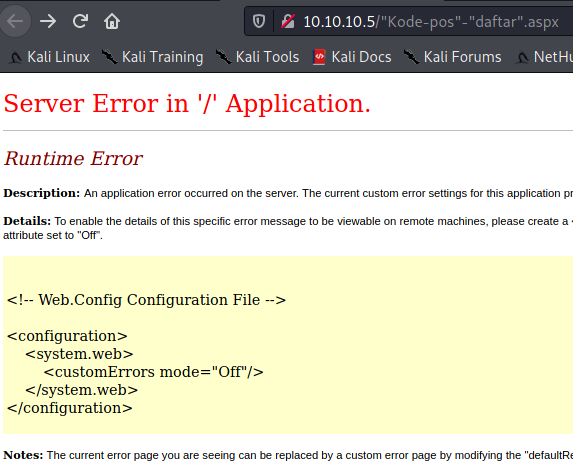 10.10.10.5/"Kode-pos"-"daftar".aspx
Kali Linux Kali Training Kali Tools Kali Docs Kali Forums NetHu
Server Error in '/' Application.
Runtime Error
Description: An application error occurred on the server. The current custom error settings for this application pr
Details: To enable the details of this specific error message to be viewable on remote machines, please create a <
attribute set to "Off".
<!-- Web.Config Configuration File -->
<configuration>
<system.web>
<customErrors mode="Off"/>
</system.web>
</configuration>
Notes: The current error page you are seeing can be replaced by a custom error page by modifying the "defaultRe